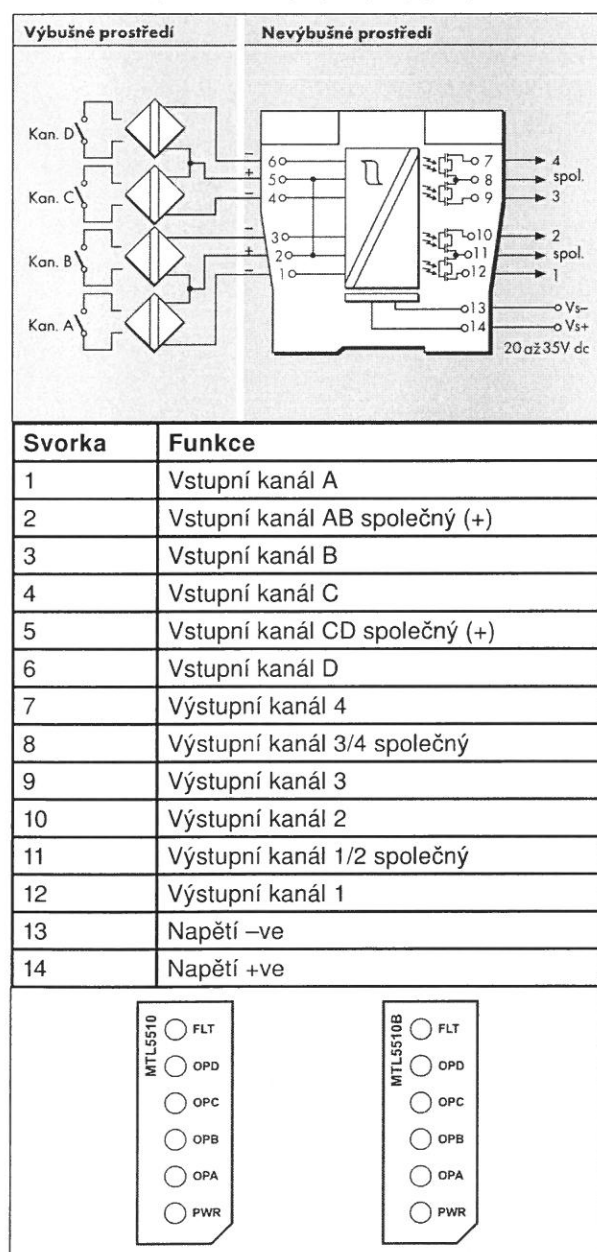 Výbušné prostředí
Nevýbušné prostředí
Kan. D
Kan. C
Kan. B
Kan. A
− 6
+ 5
− 4
− 3
+ 2
− 1
7 4
8 spol.
9 3
10 2
11 spol.
12 1
13 Vs−
14 Vs+
20 až 35V dc
Svorka Funkce
1 Vstupní kanál A
2 Vstupní kanál AB společný (+)
3 Vstupní kanál B
4 Vstupní kanál C
5 Vstupní kanál CD společný (+)
6 Vstupní kanál D
7 Výstupní kanál 4
8 Výstupní kanál 3/4 společný
9 Výstupní kanál 3
10 Výstupní kanál 2
11 Výstupní kanál 1/2 společný
12 Výstupní kanál 1
13 Napětí –ve
14 Napětí +ve
MTL5510
FLT
OPD
OPC
OPB
OPA
PWR
MTL5510B
FLT
OPD
OPC
OPB
OPA
PWR